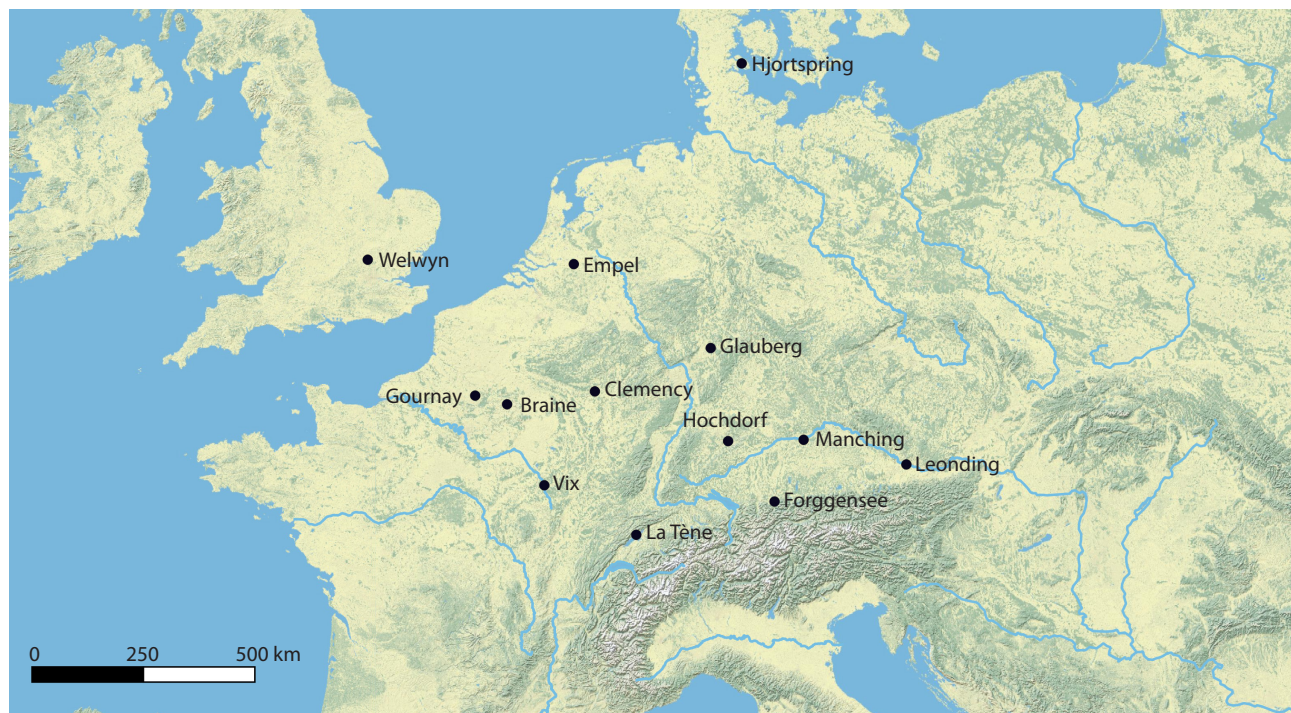 Hjortspring
Welwyn
Empel
Glauberg
Gournay
Braine
Clemency
Hochdorf
Manching
Leonding
Vix
Forggensee
La Tène
0 250 500 km